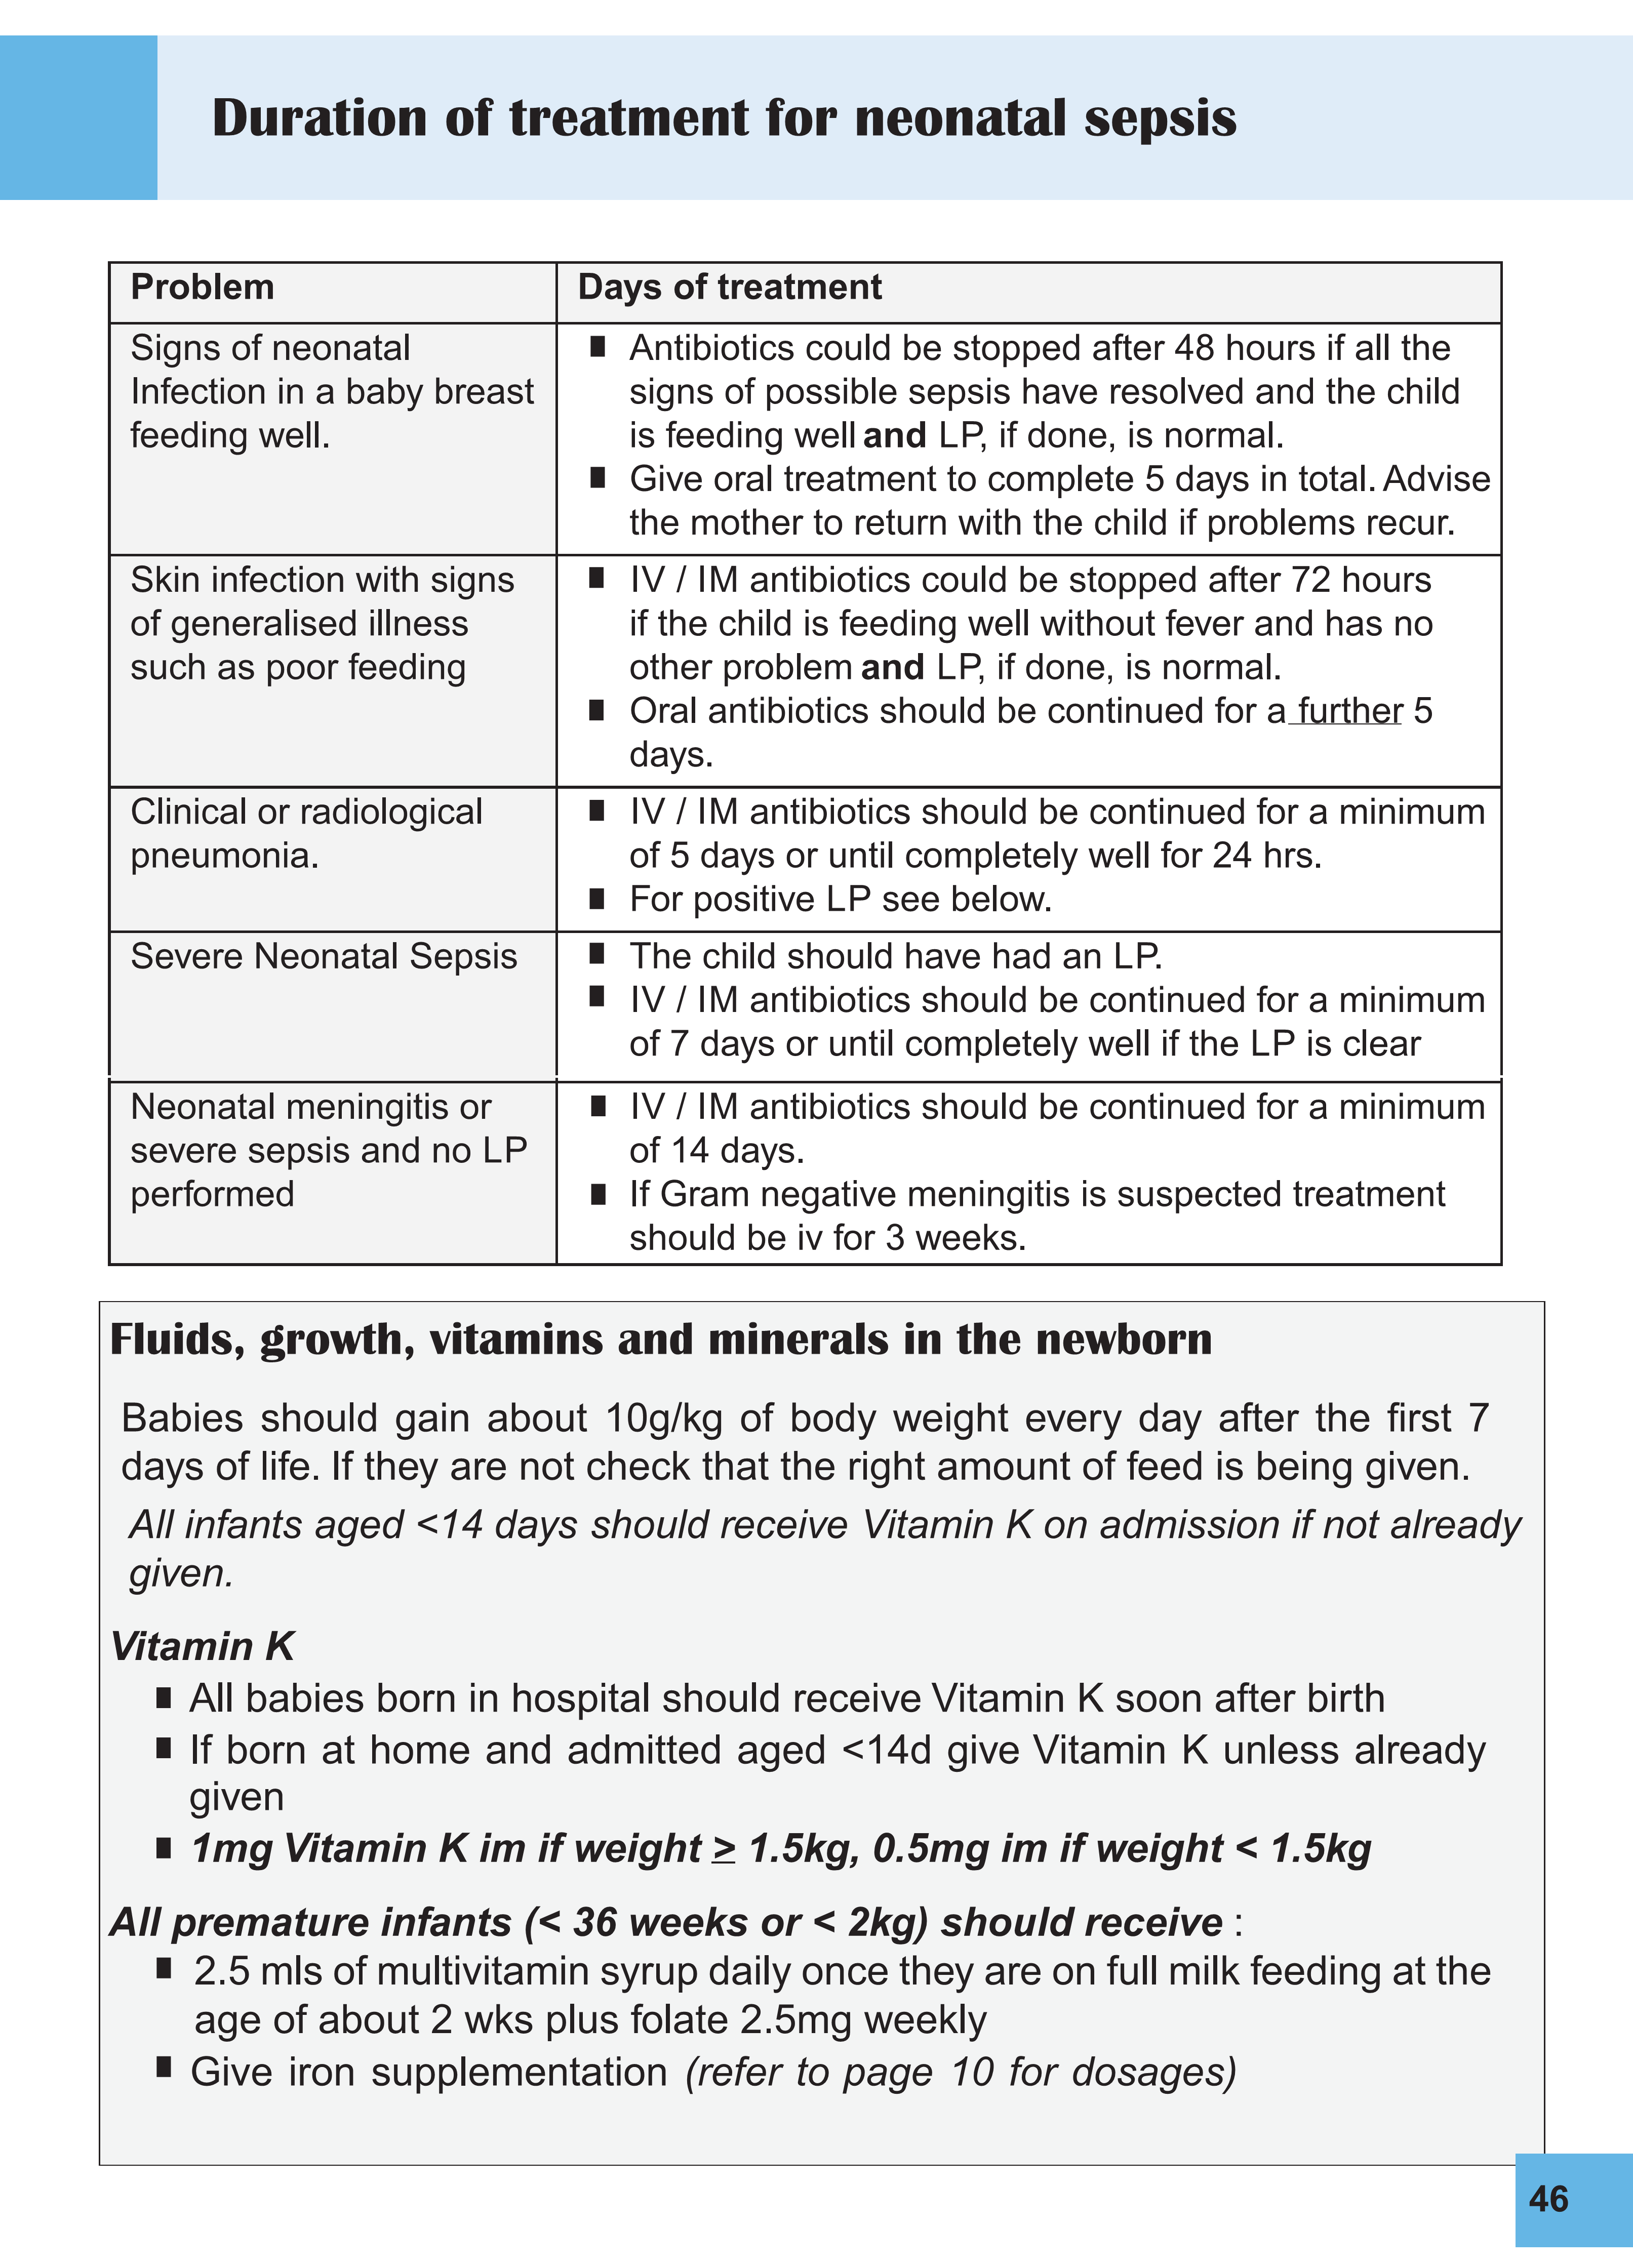 Duration of treatment for neonatal sepsis
Problem
Days of treatment
Signs of neonatal
Infection in a baby breast
feeding well.
■ Antibiotics could be stopped after 48 hours if all the
signs of possible sepsis have resolved and the child
is feeding well and LP, if done, is normal.
■ Give oral treatment to complete 5 days in total. Advise
the mother to return with the child if problems recur.
Skin infection with signs
of generalised illness
such as poor feeding
■ IV / IM antibiotics could be stopped after 72 hours
if the child is feeding well without fever and has no
other problem and LP, if done, is normal.
■ Oral antibiotics should be continued for a further 5
days.
Clinical or radiological
pneumonia.
■ IV / IM antibiotics should be continued for a minimum
of 5 days or until completely well for 24 hrs.
■ For positive LP see below.
Severe Neonatal Sepsis
■ The child should have had an LP.
■ IV / IM antibiotics should be continued for a minimum
of 7 days or until completely well if the LP is clear
Neonatal meningitis or
severe sepsis and no LP
performed
■ IV / IM antibiotics should be continued for a minimum
of 14 days.
■ If Gram negative meningitis is suspected treatment
should be iv for 3 weeks.
Fluids, growth, vitamins and minerals in the newborn
Babies should gain about 10g/kg of body weight every day after the first 7
days of life. If they are not check that the right amount of feed is being given.
All infants aged <14 days should receive Vitamin K on admission if not already
given.
Vitamin K
■ All babies born in hospital should receive Vitamin K soon after birth
■ If born at home and admitted aged <14d give Vitamin K unless already
given
■ 1mg Vitamin K im if weight ≥ 1.5kg, 0.5mg im if weight < 1.5kg
All premature infants (< 36 weeks or < 2kg) should receive :
■ 2.5 mls of multivitamin syrup daily once they are on full milk feeding at the
age of about 2 wks plus folate 2.5mg weekly
■ Give iron supplementation (refer to page 10 for dosages)
46